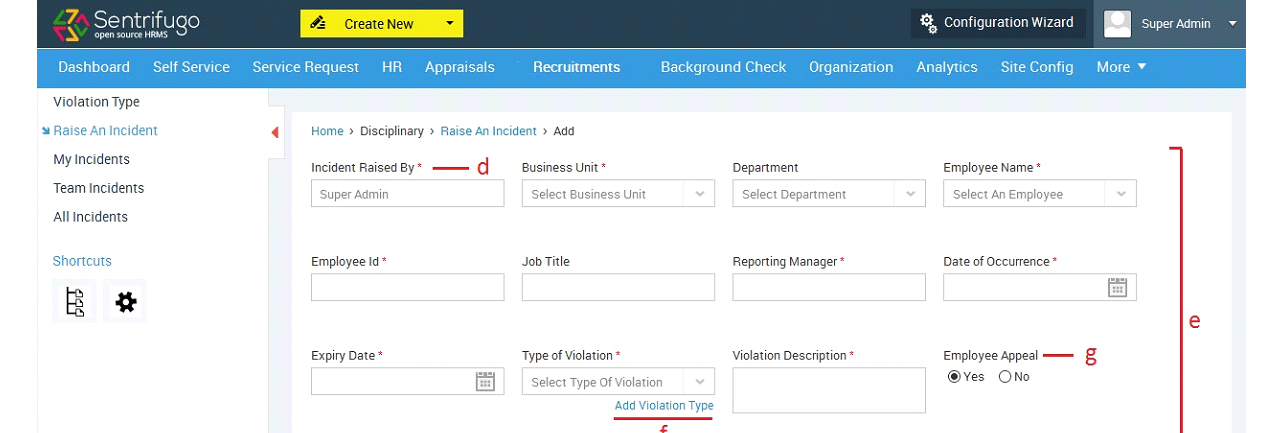 Sentrifugo
open source HRMS
Create New
Configuration Wizard
Super Admin
Dashboard Self Service Service Request HR Appraisals Recruitments Background Check Organization Analytics Site Config More
Violation Type
Raise An Incident
My Incidents
Team Incidents
All Incidents
Shortcuts
Home > Disciplinary > Raise An Incident > Add
Incident Raised By * d Business Unit * Department Employee Name *
Super Admin Select Business Unit Select Department Select An Employee
Employee Id * Job Title Reporting Manager * Date of Occurrence *
e
Expiry Date * Type of Violation * Violation Description * Employee Appeal g
Select Type Of Violation Yes No
Add Violation Type
f